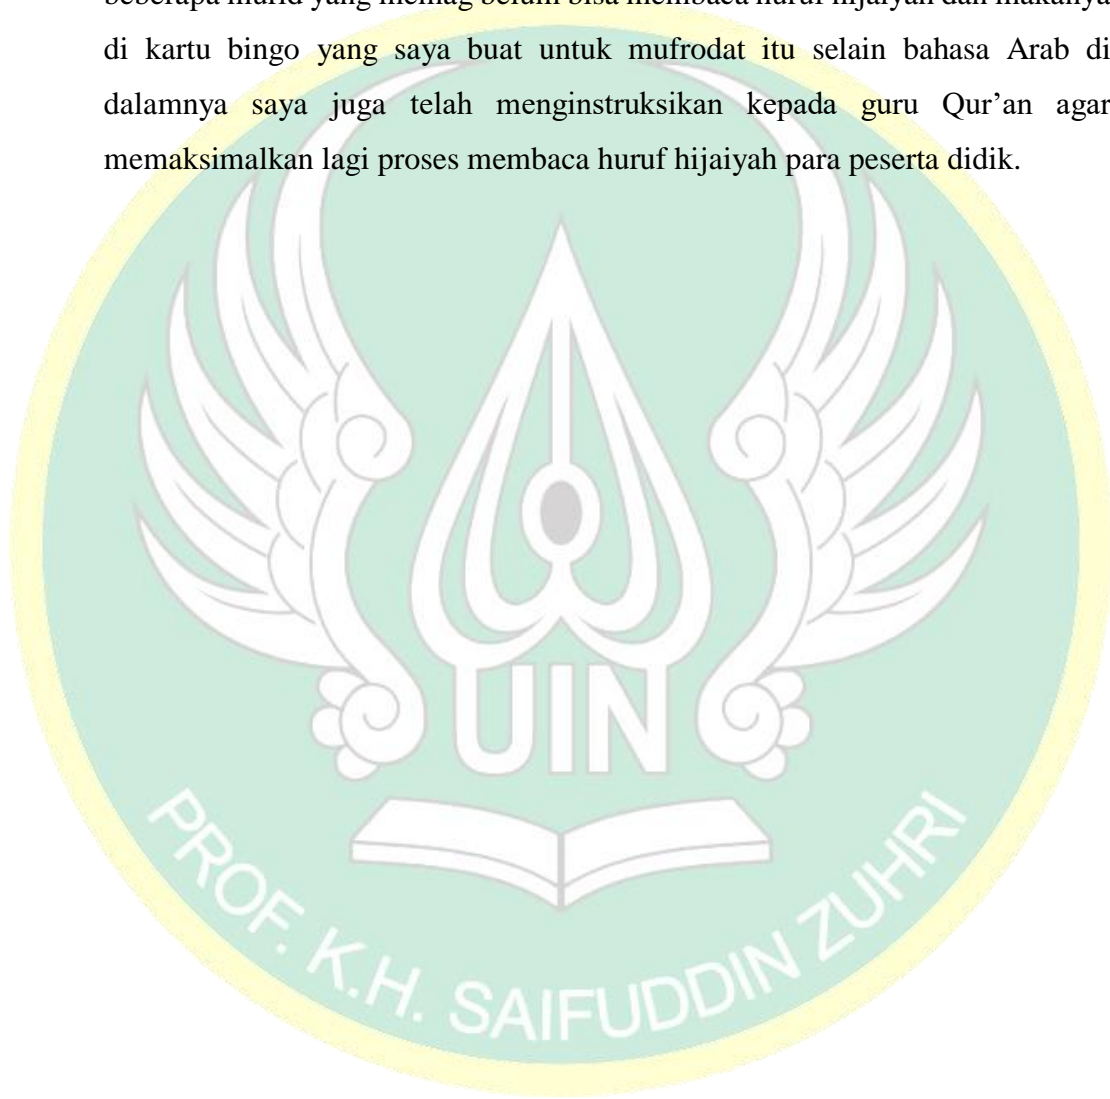 beberapa murid yang memag belum bisa membaca huruf hijaiyah dan makanya
di kartu bingo yang saya buat untuk mufrodat itu selain bahasa Arab di
dalamnya saya juga telah menginstruksikan kepada guru Qur’an agar
memaksimalkan lagi proses membaca huruf hijaiyah para peserta didik.
UIN
PROF. K.H. SAIFUDDIN ZUHRI